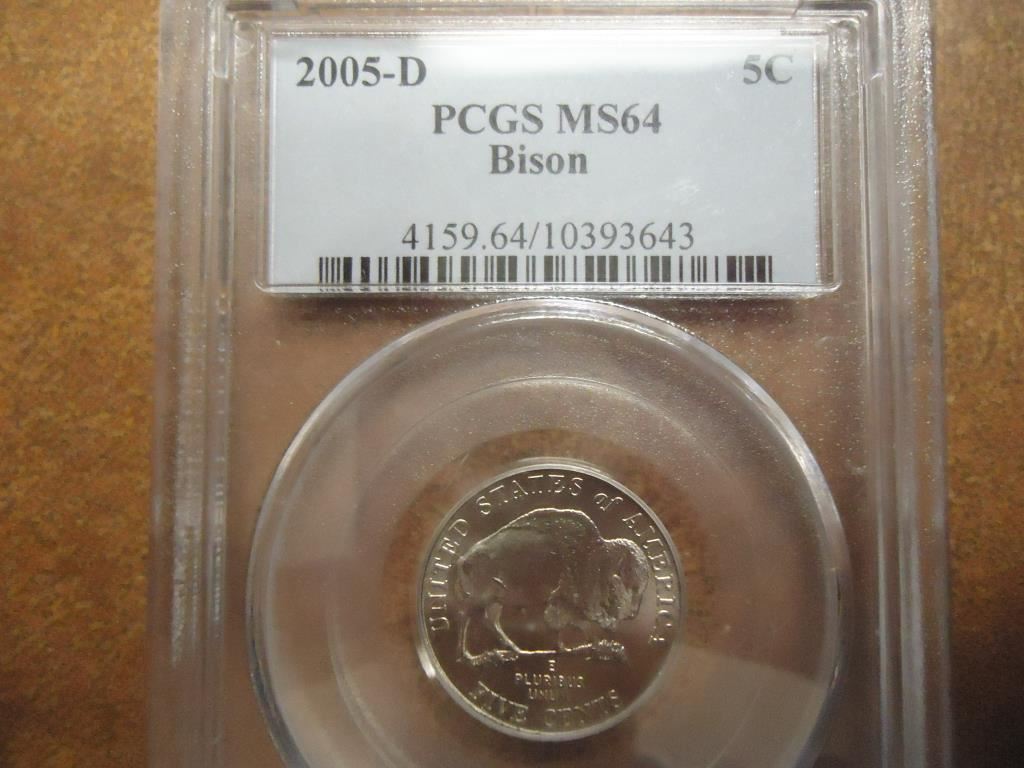 2005-D 5C
PCGS MS64
Bison
4159.64/10393643
UNITED STATES of AMERICA
E
PLURIBUS
UNUM
FIVE CENTS